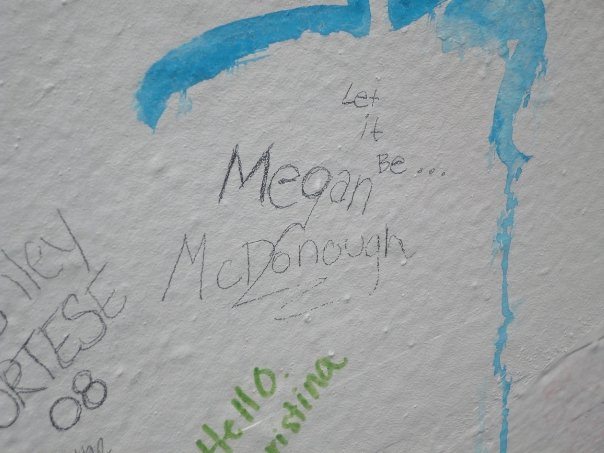 Let
it
Be...
Megan
McDonough
ORTESE
08
Hello.
ristina